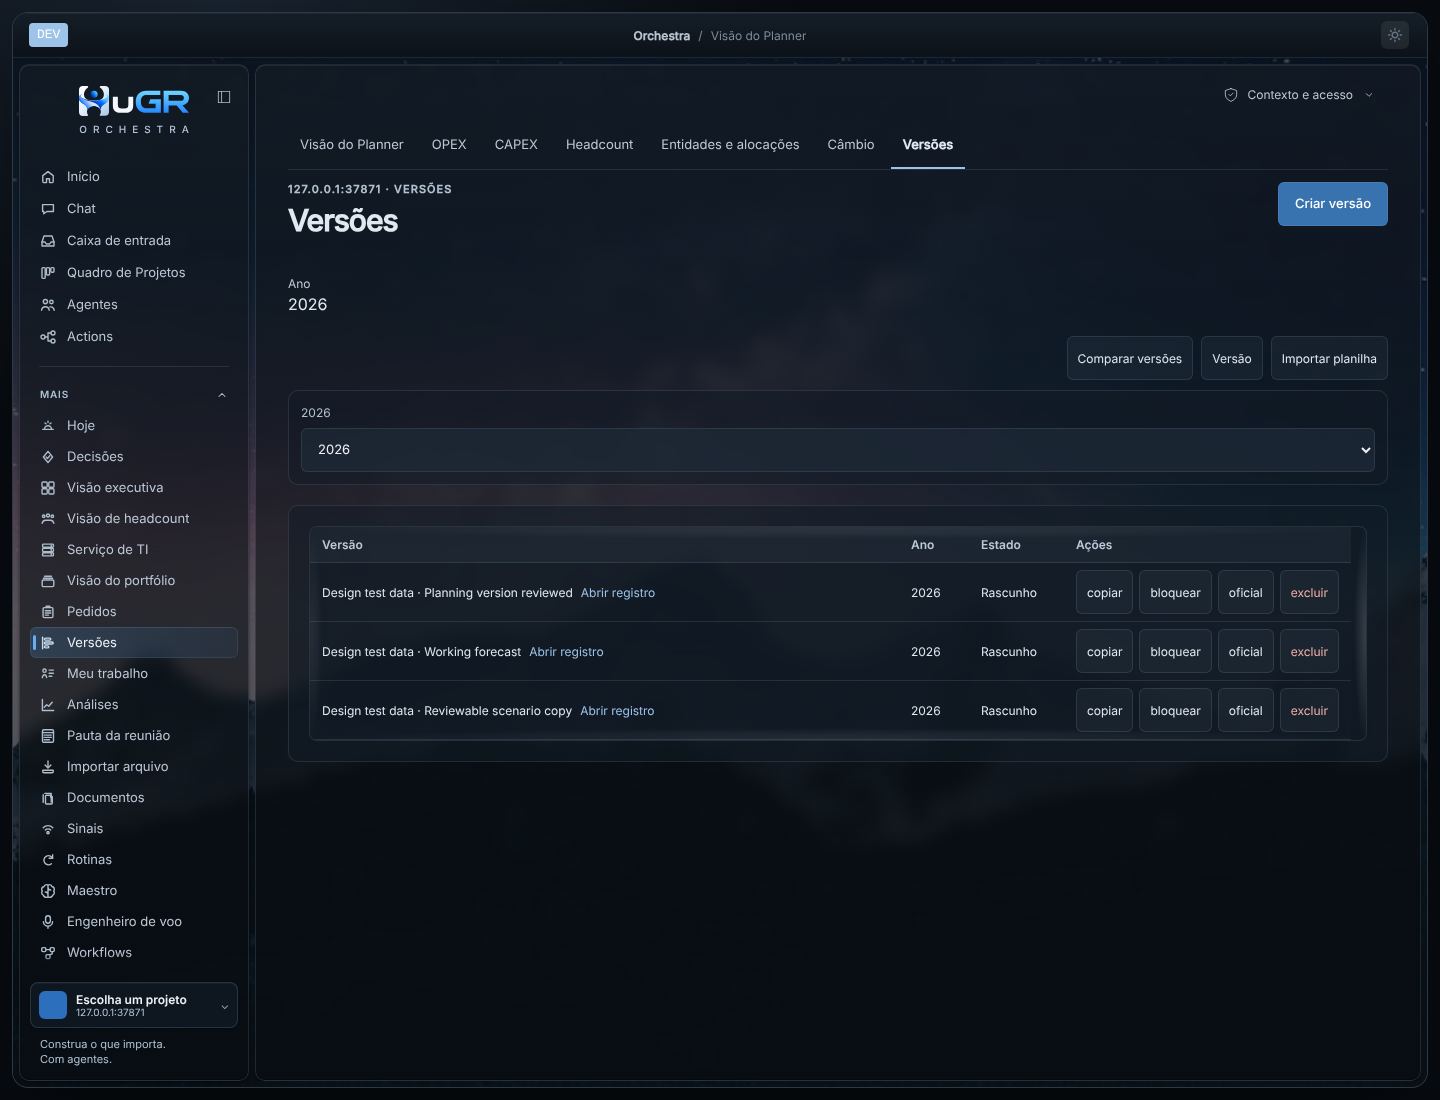 DEV
Orchestra / Visão do Planner
HuGR
ORCHESTRA
Início
Chat
Caixa de entrada
Quadro de Projetos
Agentes
Actions
MAIS
Hoje
Decisões
Visão executiva
Visão de headcount
Serviço de TI
Visão do portfólio
Pedidos
Versões
Meu trabalho
Análises
Pauta da reunião
Importar arquivo
Documentos
Sinais
Rotinas
Maestro
Engenheiro de voo
Workflows
Escolha um projeto
127.0.0.1:37871
Construa o que importa.
Com agentes.
Contexto e acesso
Visão do Planner OPEX CAPEX Headcount Entidades e alocações Câmbio Versões
127.0.0.1:37871 · VERSÕES
Versões
Criar versão
Ano
2026
Comparar versões Versão Importar planilha
2026
2026
Versão Ano Estado Ações
Design test data · Planning version reviewed Abrir registro 2026 Rascunho copiar bloquear oficial excluir
Design test data · Working forecast Abrir registro 2026 Rascunho copiar bloquear oficial excluir
Design test data · Reviewable scenario copy Abrir registro 2026 Rascunho copiar bloquear oficial excluir